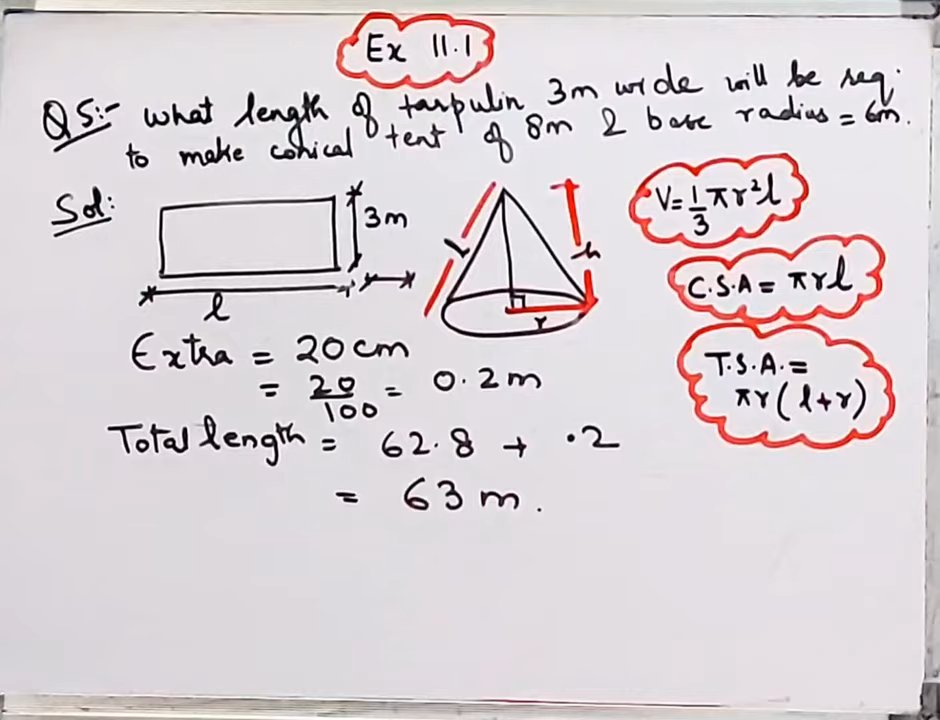 Ex 11.1
Q5:- what length of tarpulin 3m wide will be req.
to make conical tent of 8m & base radius = 6m.
Sol:
3m
l
l
h
r
V = 1/3 πr²l
C.S.A = πrl
T.S.A. =
πr(l+r)
Extra = 20cm
= 20/100 = 0.2m
Total length = 62.8 + .2
= 63 m.